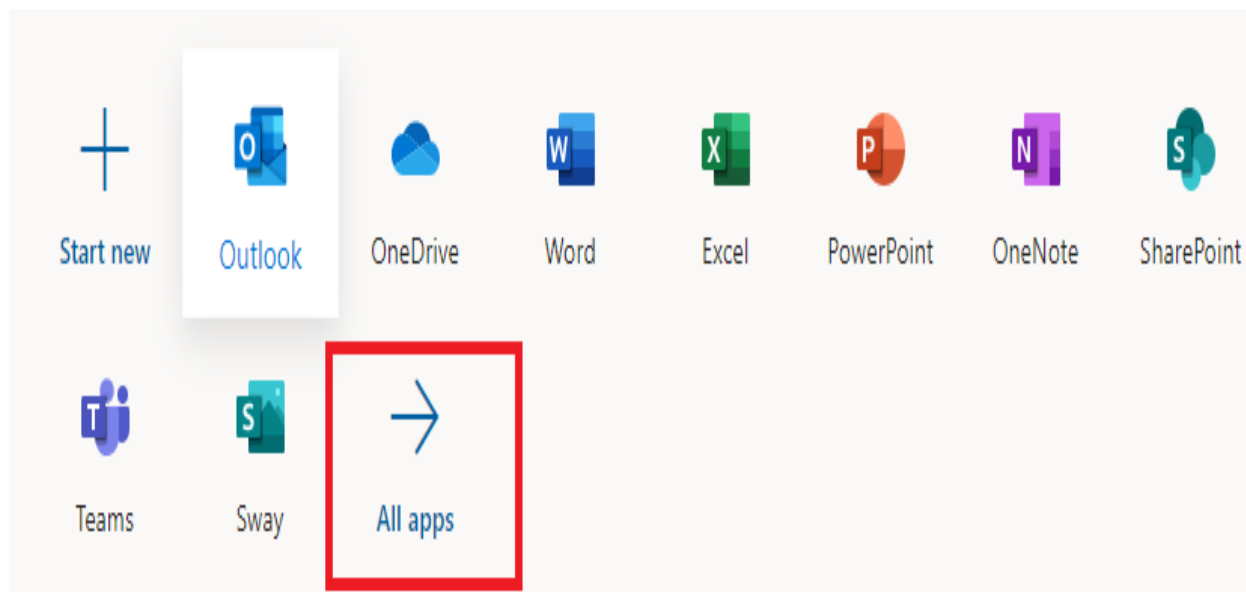 Start new Outlook OneDrive Word Excel PowerPoint OneNote SharePoint
Teams Sway All apps